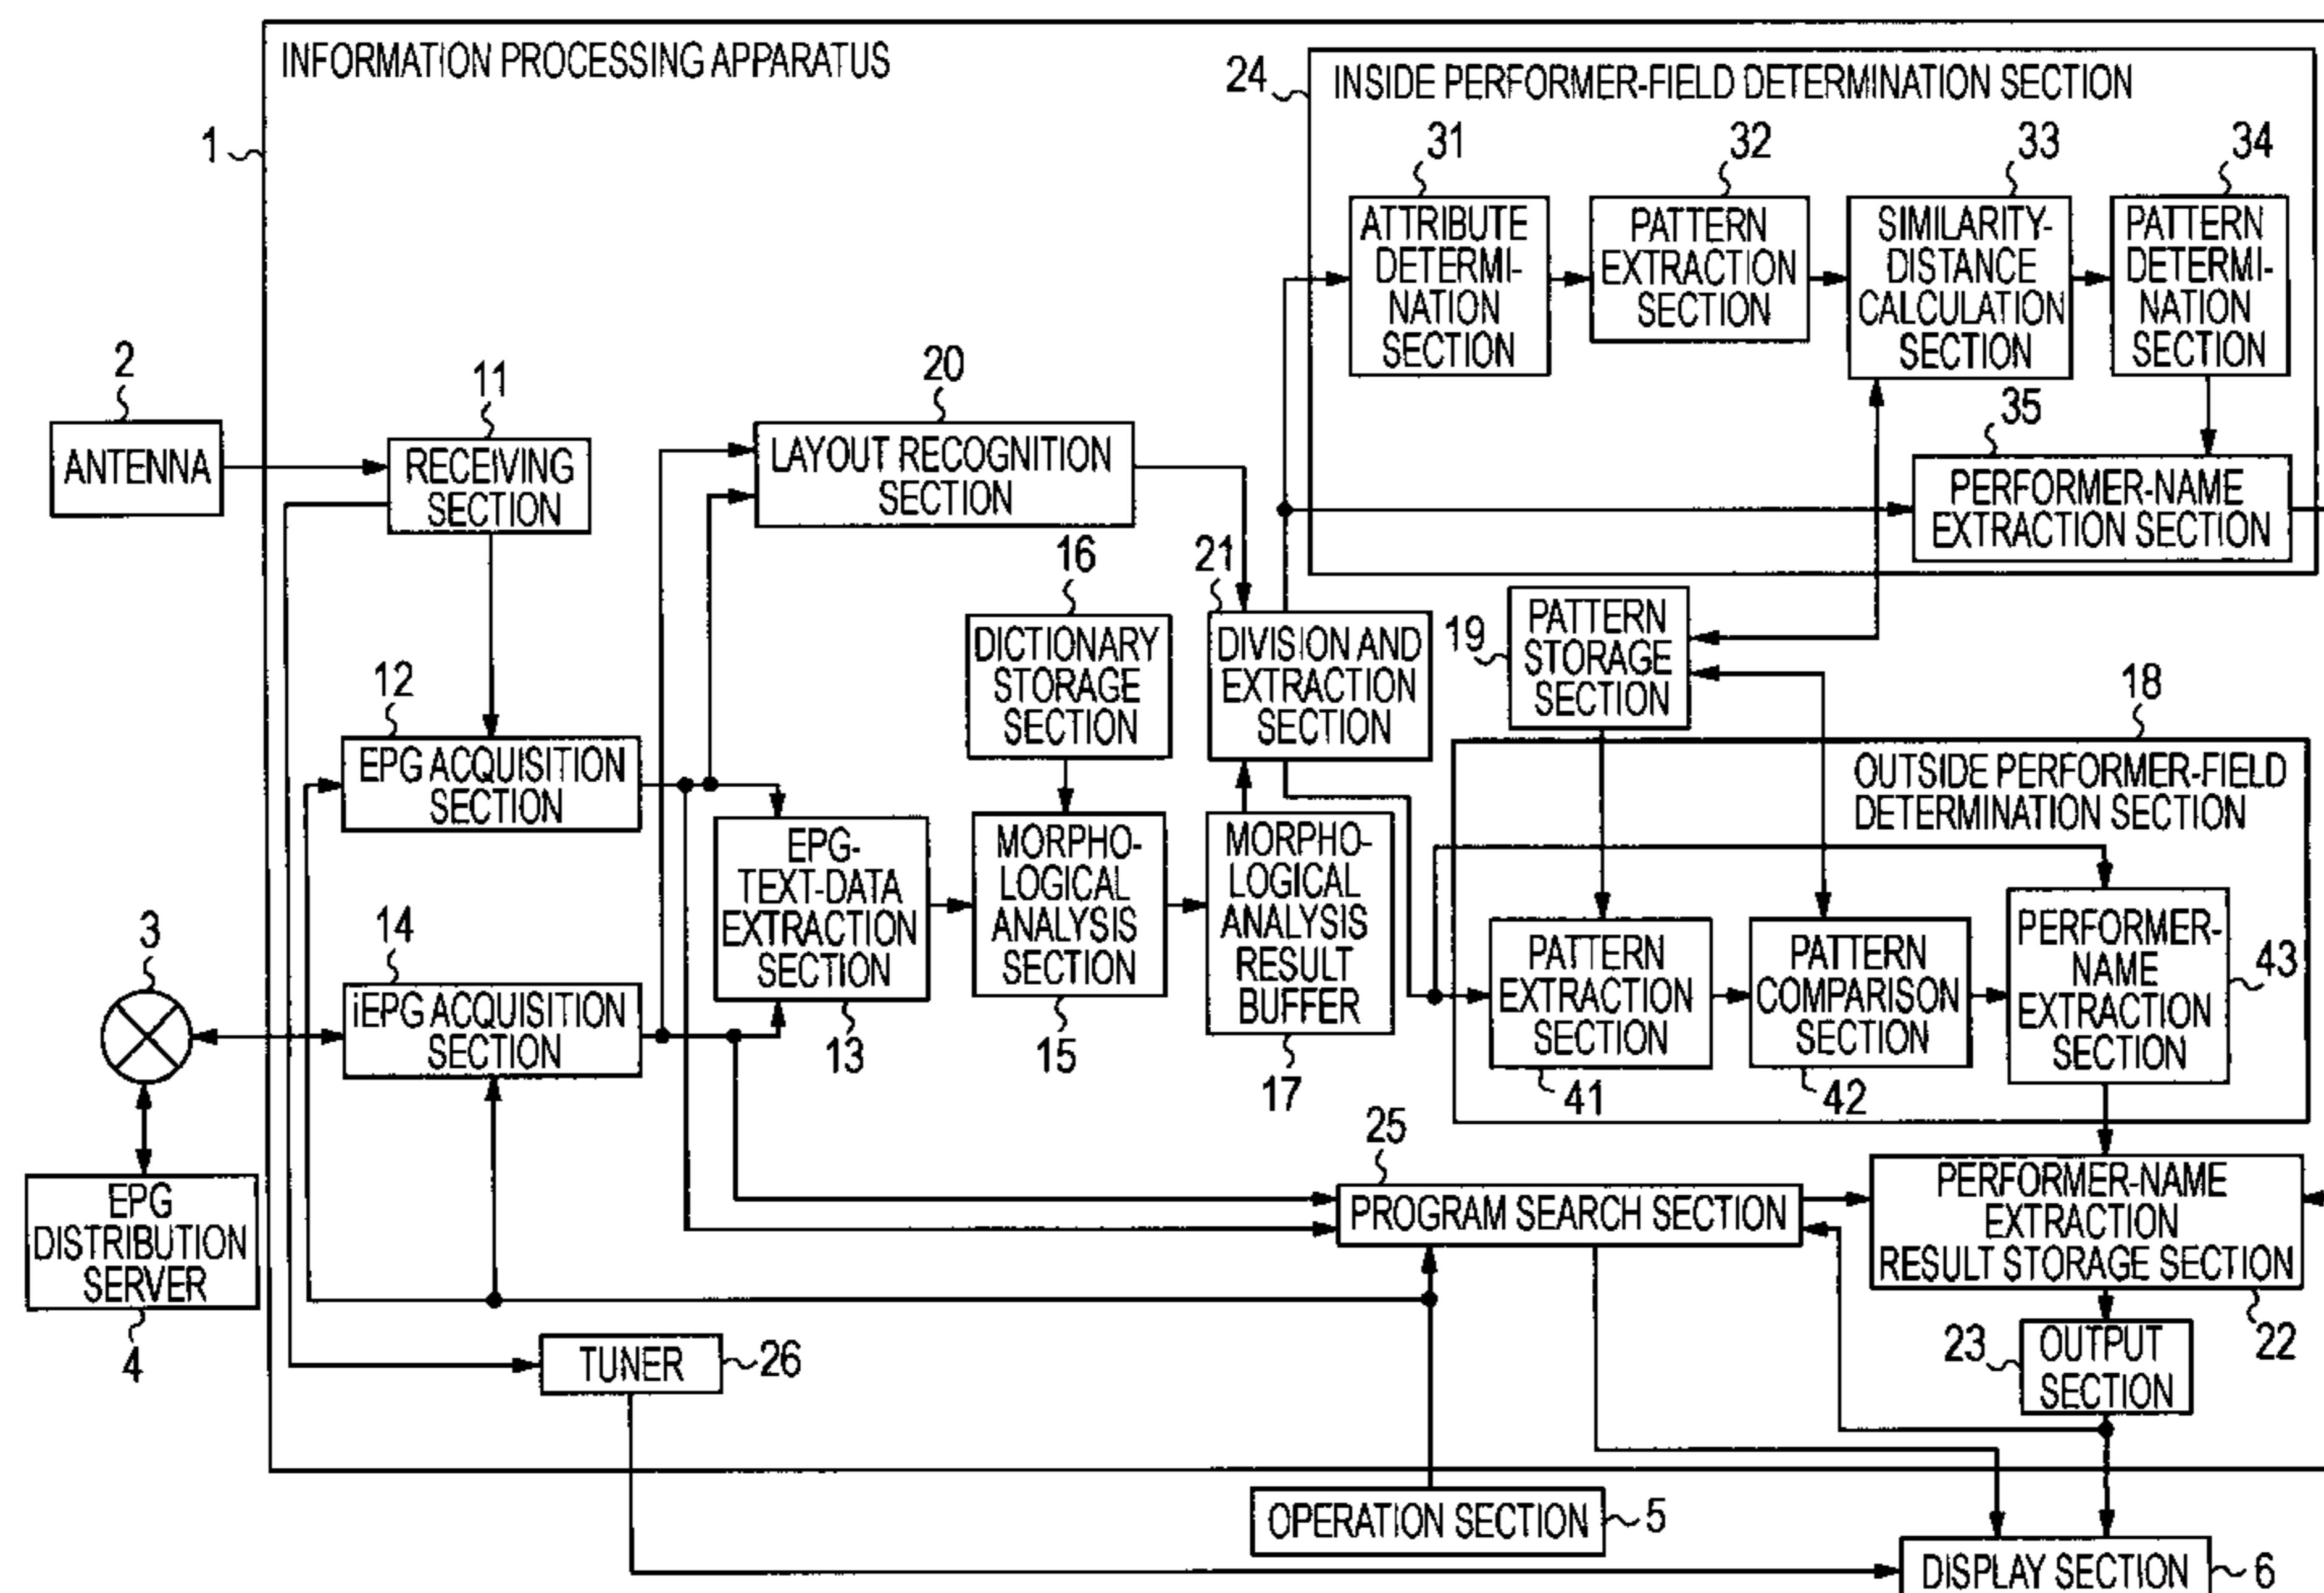 INFORMATION PROCESSING APPARATUS
1
24
INSIDE PERFORMER-FIELD DETERMINATION SECTION
31
32
33
34
ATTRIBUTE
DETERMI-
NATION
SECTION
PATTERN
EXTRACTION
SECTION
SIMILARITY-
DISTANCE
CALCULATION
SECTION
PATTERN
DETERMI-
NATION
SECTION
35
PERFORMER-NAME
EXTRACTION SECTION
2
ANTENNA
11
RECEIVING
SECTION
20
LAYOUT RECOGNITION
SECTION
16
DICTIONARY
STORAGE
SECTION
21
DIVISION AND
EXTRACTION
SECTION
19
PATTERN
STORAGE
SECTION
12
EPG ACQUISITION
SECTION
18
OUTSIDE PERFORMER-FIELD
DETERMINATION SECTION
EPG-
TEXT-DATA
EXTRACTION
SECTION
13
MORPHO-
LOGICAL
ANALYSIS
SECTION
15
MORPHO-
LOGICAL
ANALYSIS
RESULT
BUFFER
17
PATTERN
EXTRACTION
SECTION
41
PATTERN
COMPARISON
SECTION
42
PERFORMER-
NAME
EXTRACTION
SECTION
43
3
14
iEPG ACQUISITION
SECTION
EPG
DISTRIBUTION
SERVER
4
25
PROGRAM SEARCH SECTION
PERFORMER-NAME
EXTRACTION
RESULT STORAGE SECTION
22
TUNER
26
23
OUTPUT
SECTION
OPERATION SECTION
5
DISPLAY SECTION
6